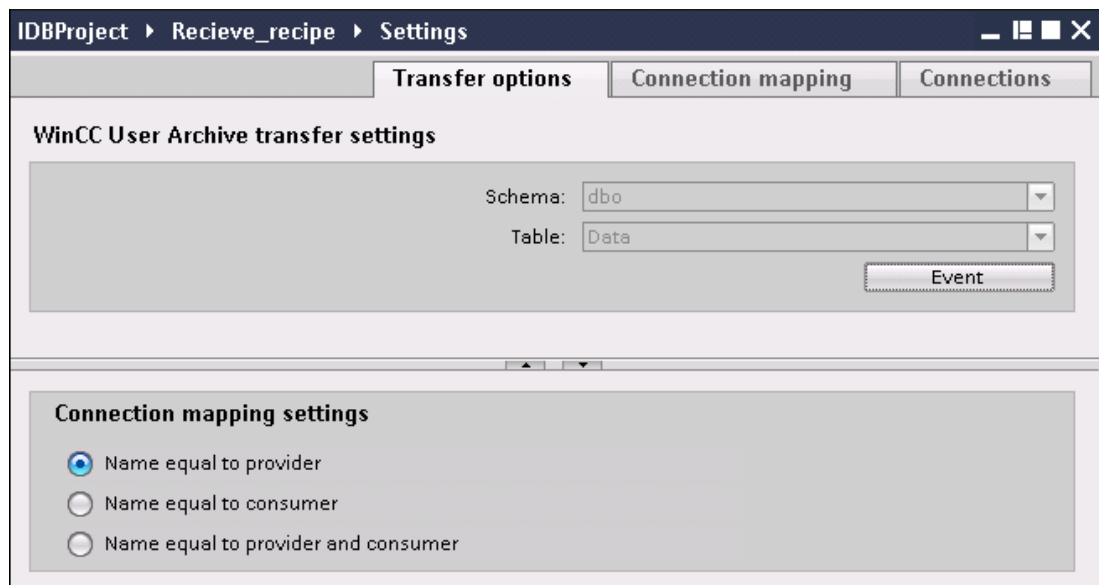 IDBProject ▸ Recieve_recipe ▸ Settings
Transfer options Connection mapping Connections
WinCC User Archive transfer settings
Schema: dbo
Table: Data
Event
Connection mapping settings
Name equal to provider
Name equal to consumer
Name equal to provider and consumer